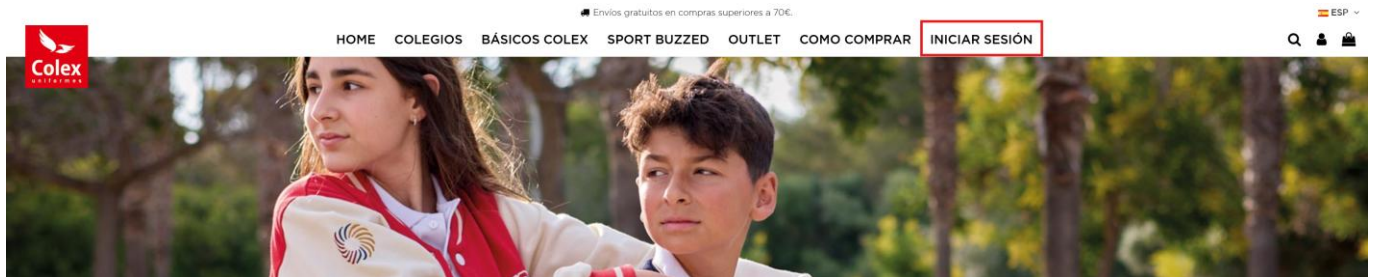 Envíos gratuitos en compras superiores a 70€.
ESP
HOME COLEGIOS BÁSICOS COLEX SPORT BUZZED OUTLET COMO COMPRAR INICIAR SESIÓN
Colex
uniformes